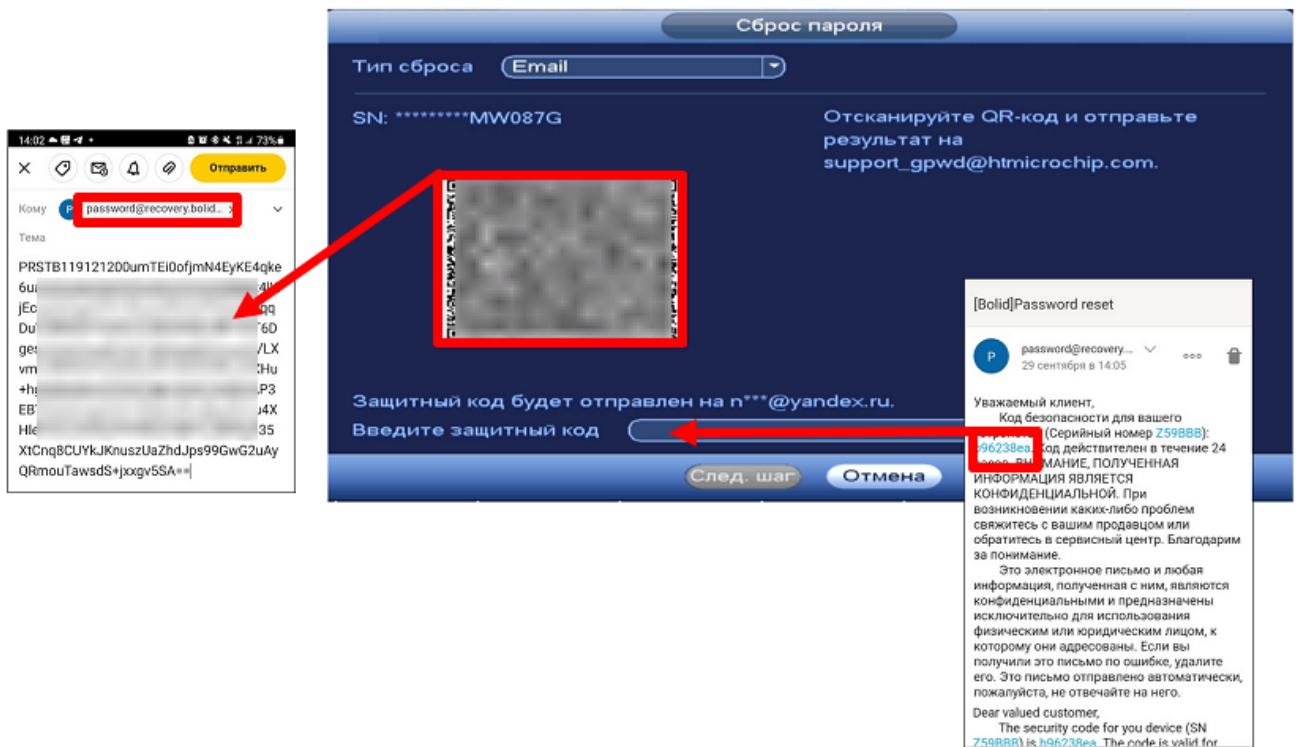 Сброс пароля
Тип сброса Email
SN: *********MW087G
Отсканируйте QR-код и отправьте
результат на
support_gpwd@htmicrochip.com.
Защитный код будет отправлен на n***@yandex.ru.
Введите защитный код
След. шаг Отмена
14:02 73%
Отправить
Кому P password@recovery.bolid...
Тема
PRSTB119121200umTEi0ofjmN4EyKE4qke
XtCnq8CUYkJKnuszUaZhdJps99GwG2uAy
QRmouTawsdS+jxxgv5SA==
[Bolid]Password reset
P password@recovery....
29 сентября в 14:05
Уважаемый клиент,
Код безопасности для вашего
(Серийный номер Z59BBB):
b96238ea. Код действителен в течение 24
ПОЛУЧЕННАЯ
ИНФОРМАЦИЯ ЯВЛЯЕТСЯ
КОНФИДЕНЦИАЛЬНОЙ. При
возникновении каких-либо проблем
свяжитесь с вашим продавцом или
обратитесь в сервисный центр. Благодарим
за понимание.
Это электронное письмо и любая
информация, полученная с ним, являются
конфиденциальными и предназначены
исключительно для использования
физическим или юридическим лицом, к
которому они адресованы. Если вы
получили это письмо по ошибке, удалите
его. Это письмо отправлено автоматически,
пожалуйста, не отвечайте на него.
Dear valued customer,
The security code for you device (SN
Z59BBB) is b96238ea. The code is valid for